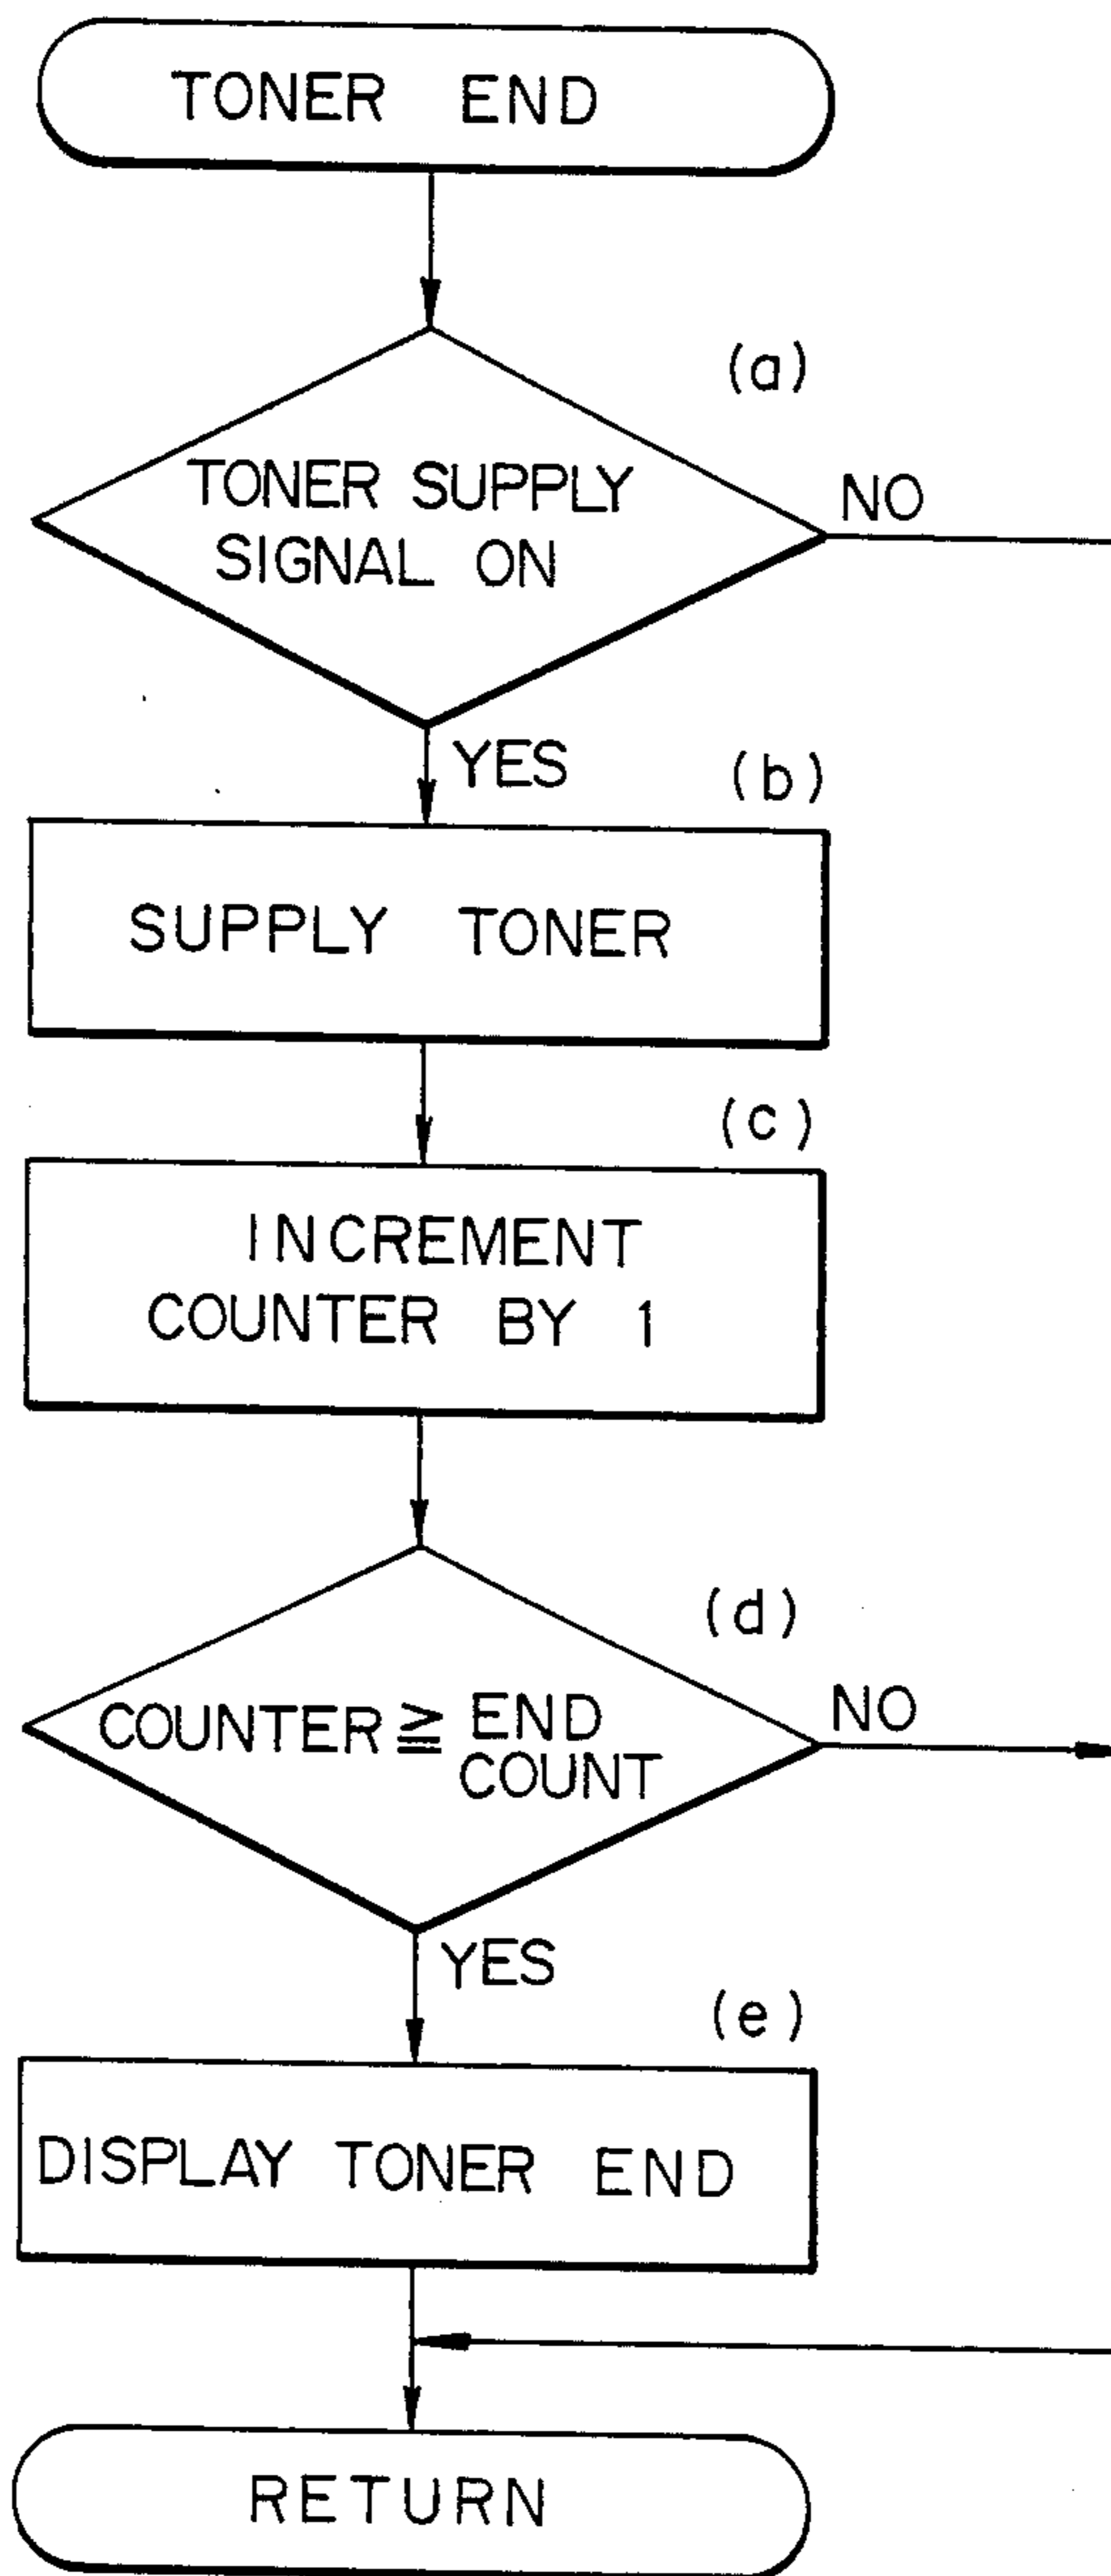 TONER END
(a)
TONER SUPPLY
SIGNAL ON
NO
YES
(b)
SUPPLY TONER
(c)
INCREMENT
COUNTER BY 1
(d)
COUNTER ≧ END
COUNT
NO
YES
(e)
DISPLAY TONER END
RETURN